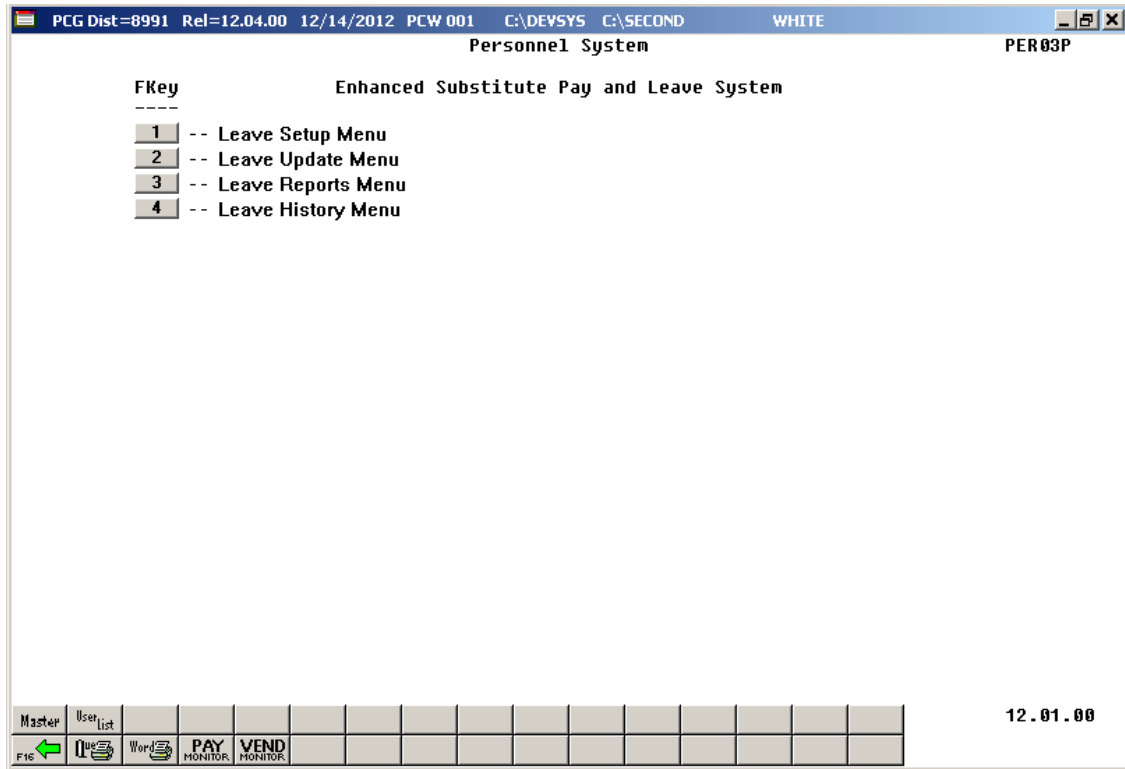 PCG Dist=8991 Rel=12.04.00 12/14/2012 PCW 001 C:\DEVSYS C:\SECOND WHITE
Personnel System PER03P
FKey Enhanced Substitute Pay and Leave System
----
1 -- Leave Setup Menu
2 -- Leave Update Menu
3 -- Leave Reports Menu
4 -- Leave History Menu
Master User List 12.01.00
F16 Que Word PAY MONITOR VEND MONITOR